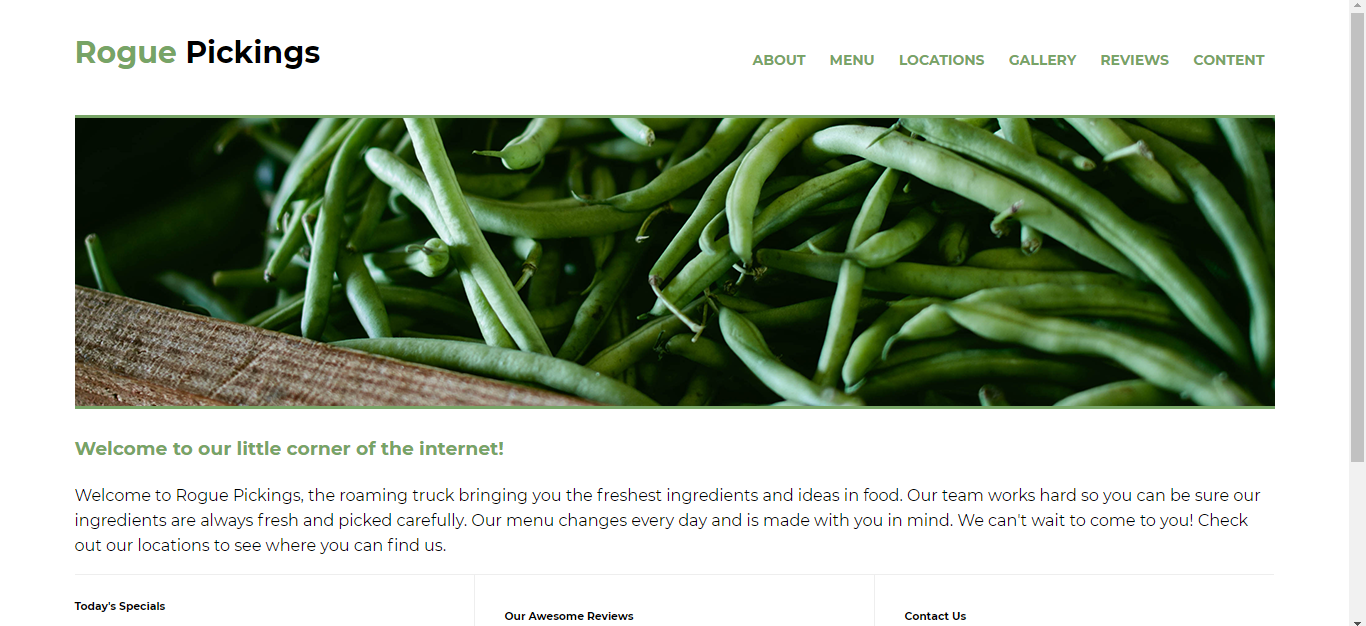 Rogue Pickings
ABOUT MENU LOCATIONS GALLERY REVIEWS CONTENT
Welcome to our little corner of the internet!
Welcome to Rogue Pickings, the roaming truck bringing you the freshest ingredients and ideas in food. Our team works hard so you can be sure our
ingredients are always fresh and picked carefully. Our menu changes every day and is made with you in mind. We can't wait to come to you! Check
out our locations to see where you can find us.
Today's Specials
Our Awesome Reviews
Contact Us